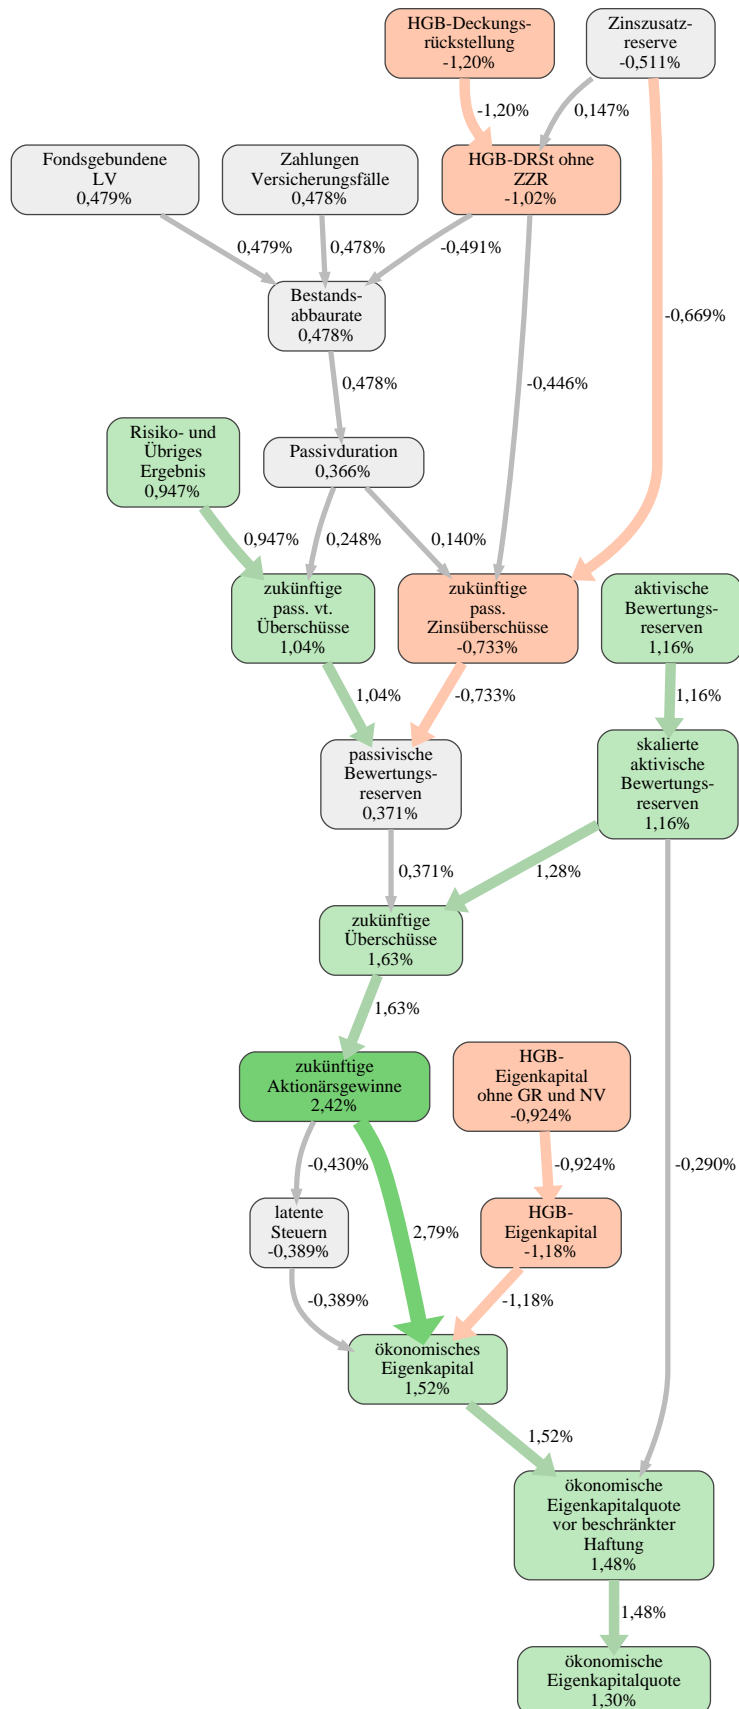 HGB-Deckungs-
rückstellung
-1,20%
Zinszusatz-
reserve
-0,511%
-1,20%
0,147%
Fondsgebundene
LV
0,479%
Zahlungen
Versicherungsfälle
0,478%
HGB-DRSt ohne
ZZR
-1,02%
0,479%
0,478%
-0,491%
Bestands-
abbaurate
0,478%
-0,669%
0,478%
-0,446%
Risiko- und
Übriges
Ergebnis
0,947%
Passivduration
0,366%
0,947%
0,248%
0,140%
zukünftige
pass. vt.
Überschüsse
1,04%
zukünftige
pass.
Zinsüberschüsse
-0,733%
aktivische
Bewertungs-
reserven
1,16%
1,04%
-0,733%
1,16%
passivische
Bewertungs-
reserven
0,371%
skalierte
aktivische
Bewertungs-
reserven
1,16%
0,371%
1,28%
zukünftige
Überschüsse
1,63%
1,63%
zukünftige
Aktionärsgewinne
2,42%
HGB-
Eigenkapital
ohne GR und NV
-0,924%
-0,430%
-0,924%
-0,290%
latente
Steuern
-0,389%
2,79%
HGB-
Eigenkapital
-1,18%
-0,389%
-1,18%
ökonomisches
Eigenkapital
1,52%
1,52%
ökonomische
Eigenkapitalquote
vor beschränkter
Haftung
1,48%
1,48%
ökonomische
Eigenkapitalquote
1,30%